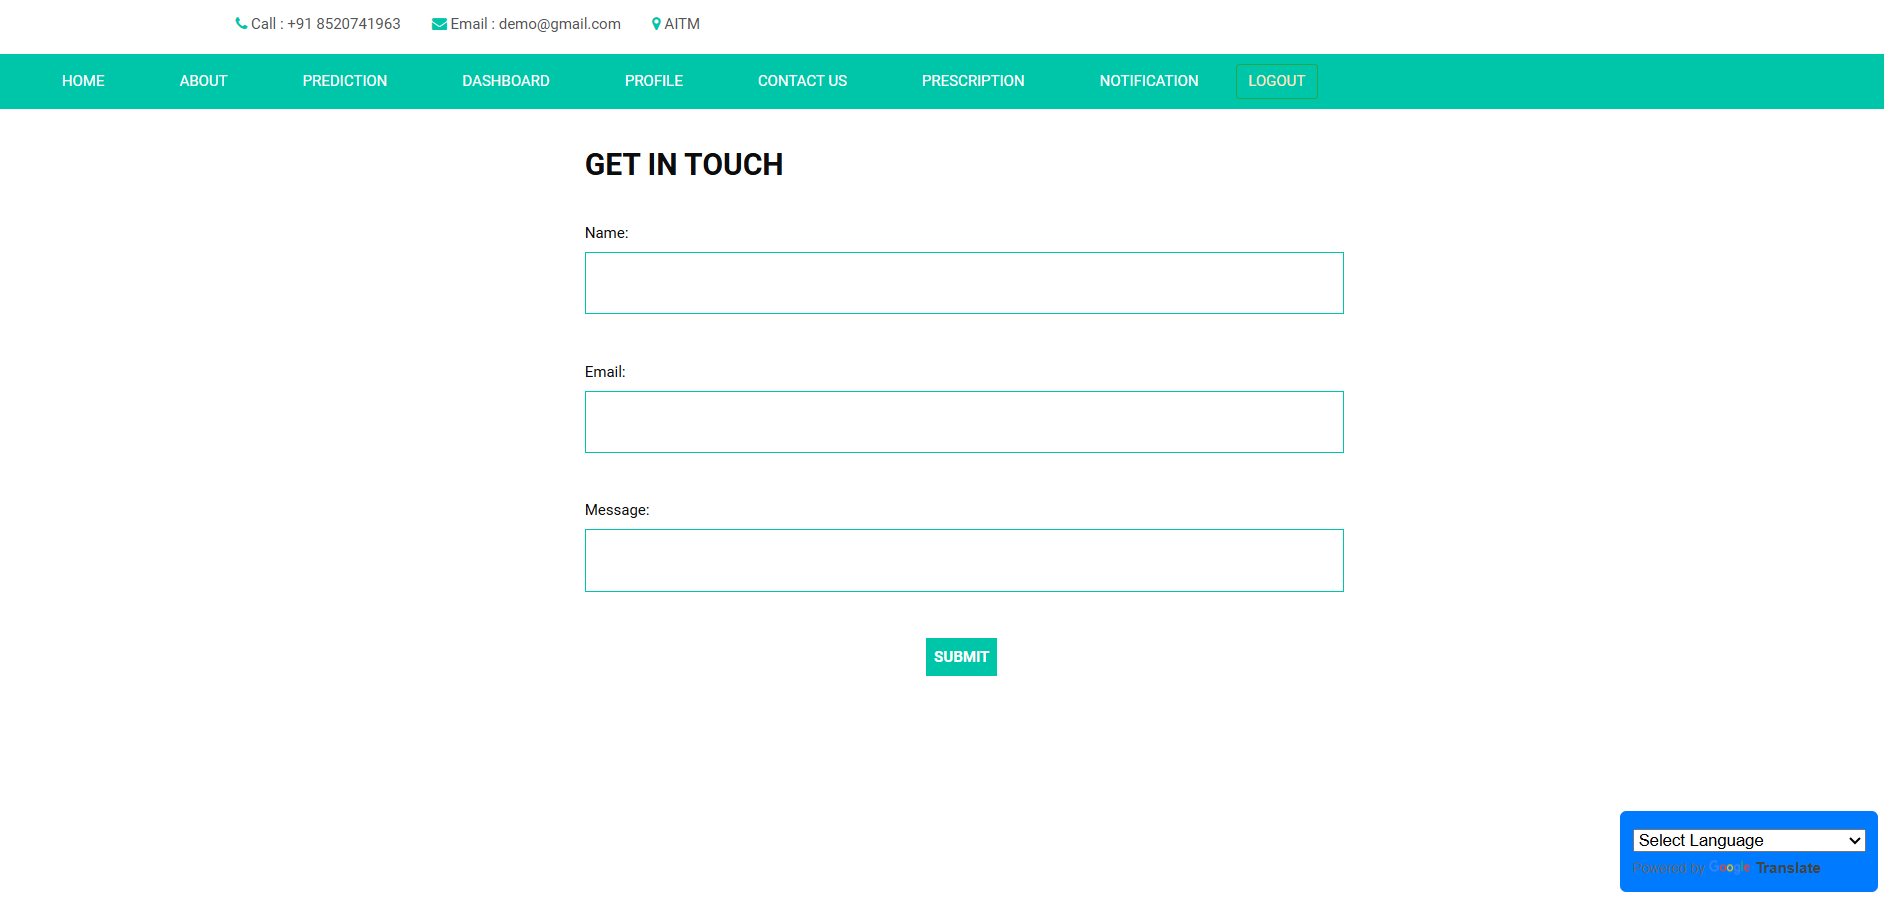 Call : +91 8520741963 Email : demo@gmail.com AITM
HOME ABOUT PREDICTION DASHBOARD PROFILE CONTACT US PRESCRIPTION NOTIFICATION LOGOUT
GET IN TOUCH
Name:
Email:
Message:
SUBMIT
Select Language
Powered by Google Translate